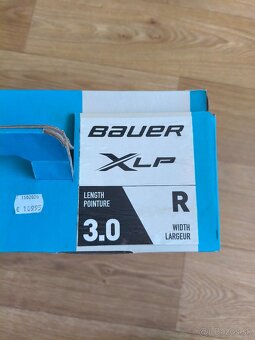 BAUER
XLP
LENGTH
POINTURE
3.0
R
WIDTH
LARGEUR